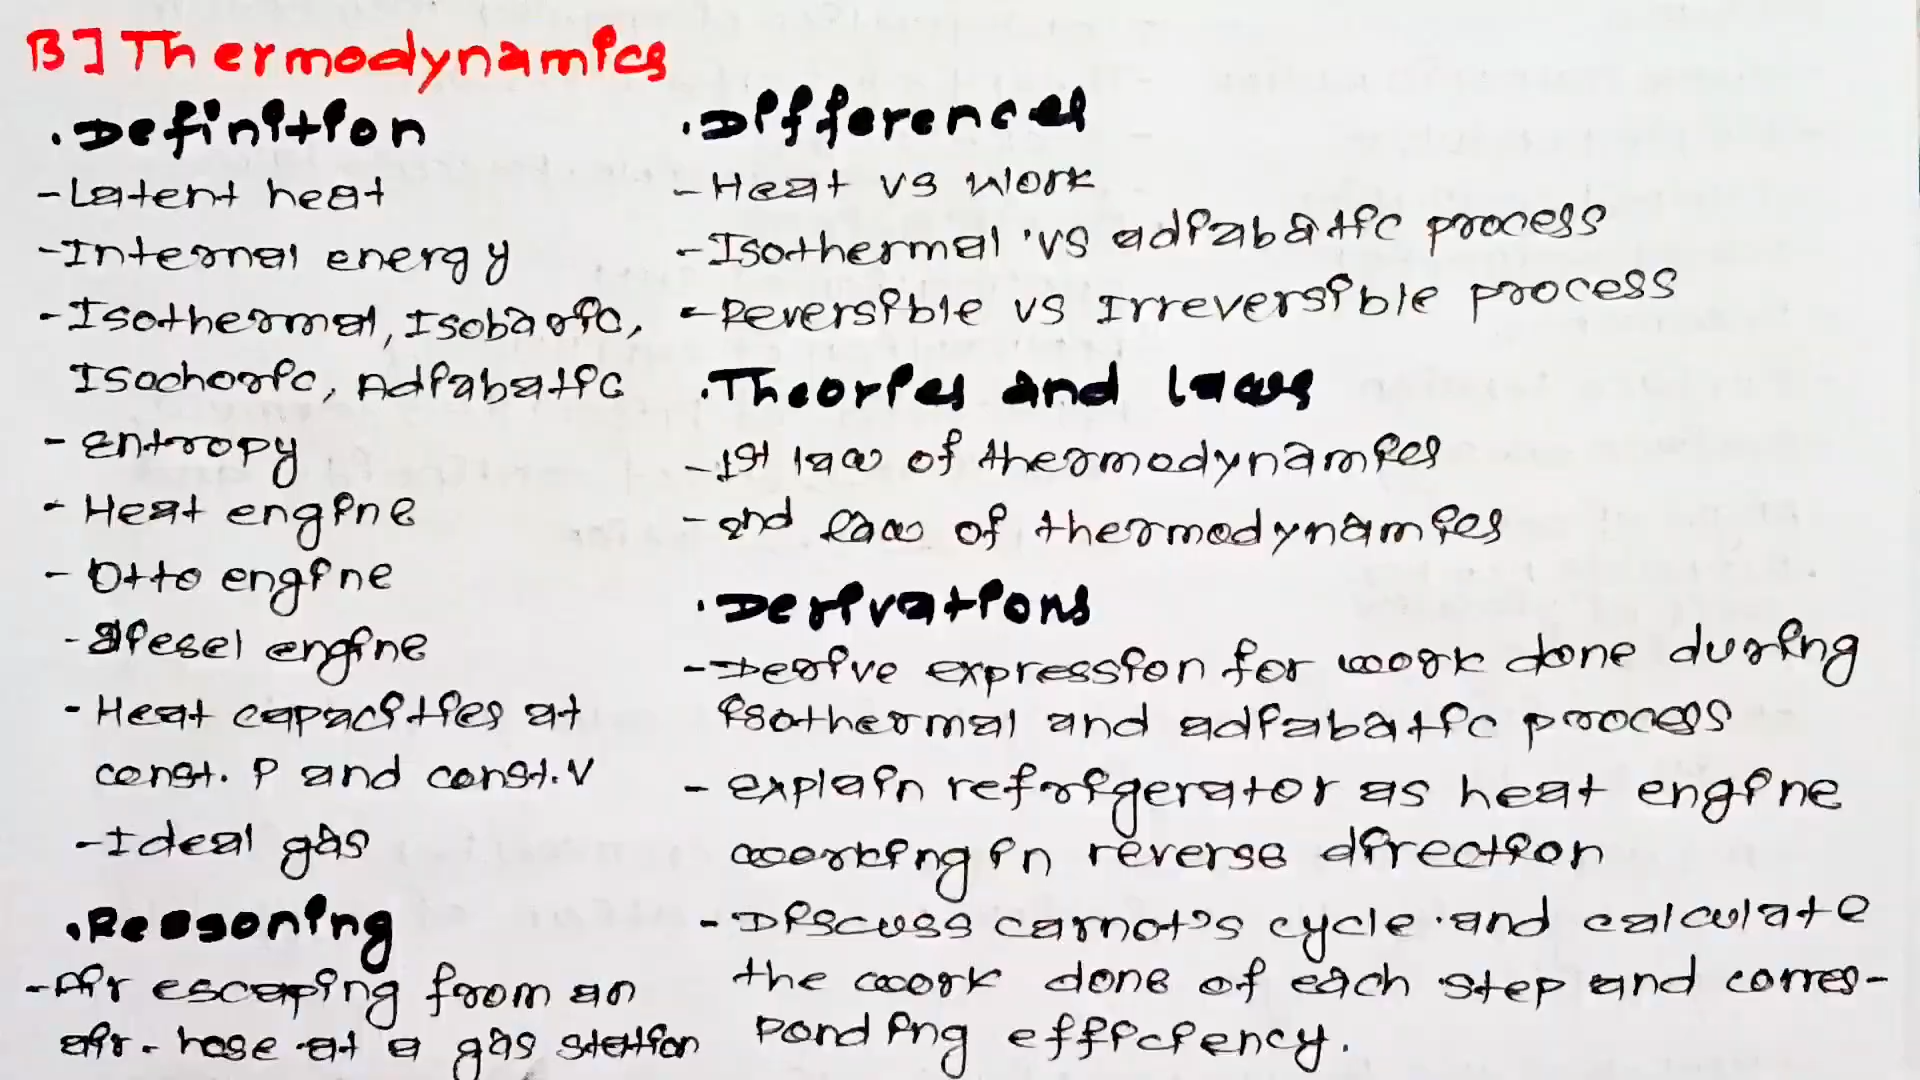 B] Thermodynamics
• Definition
- Latent heat
- Internal energy
- Isothermal, Isobaric,
Isochoric, Adiabatic
- Entropy
- Heat engine
- Otto engine
- Diesel engine
- Heat capacities at
const. P and const. V
- Ideal gas
• Reasoning
- Air escaping from an
air-hose at a gas station
• Differences
- Heat vs Work
- Isothermal vs adiabatic process
- Reversible vs Irreversible process
• Theories and laws
- 1st law of thermodynamics
- 2nd law of thermodynamics
• Derivations
- Derive expression for work done during
isothermal and adiabatic process
- explain refrigerator as heat engine
working in reverse direction
- Discuss carnot's cycle and calculate
the work done of each step and corres-
ponding efficiency.